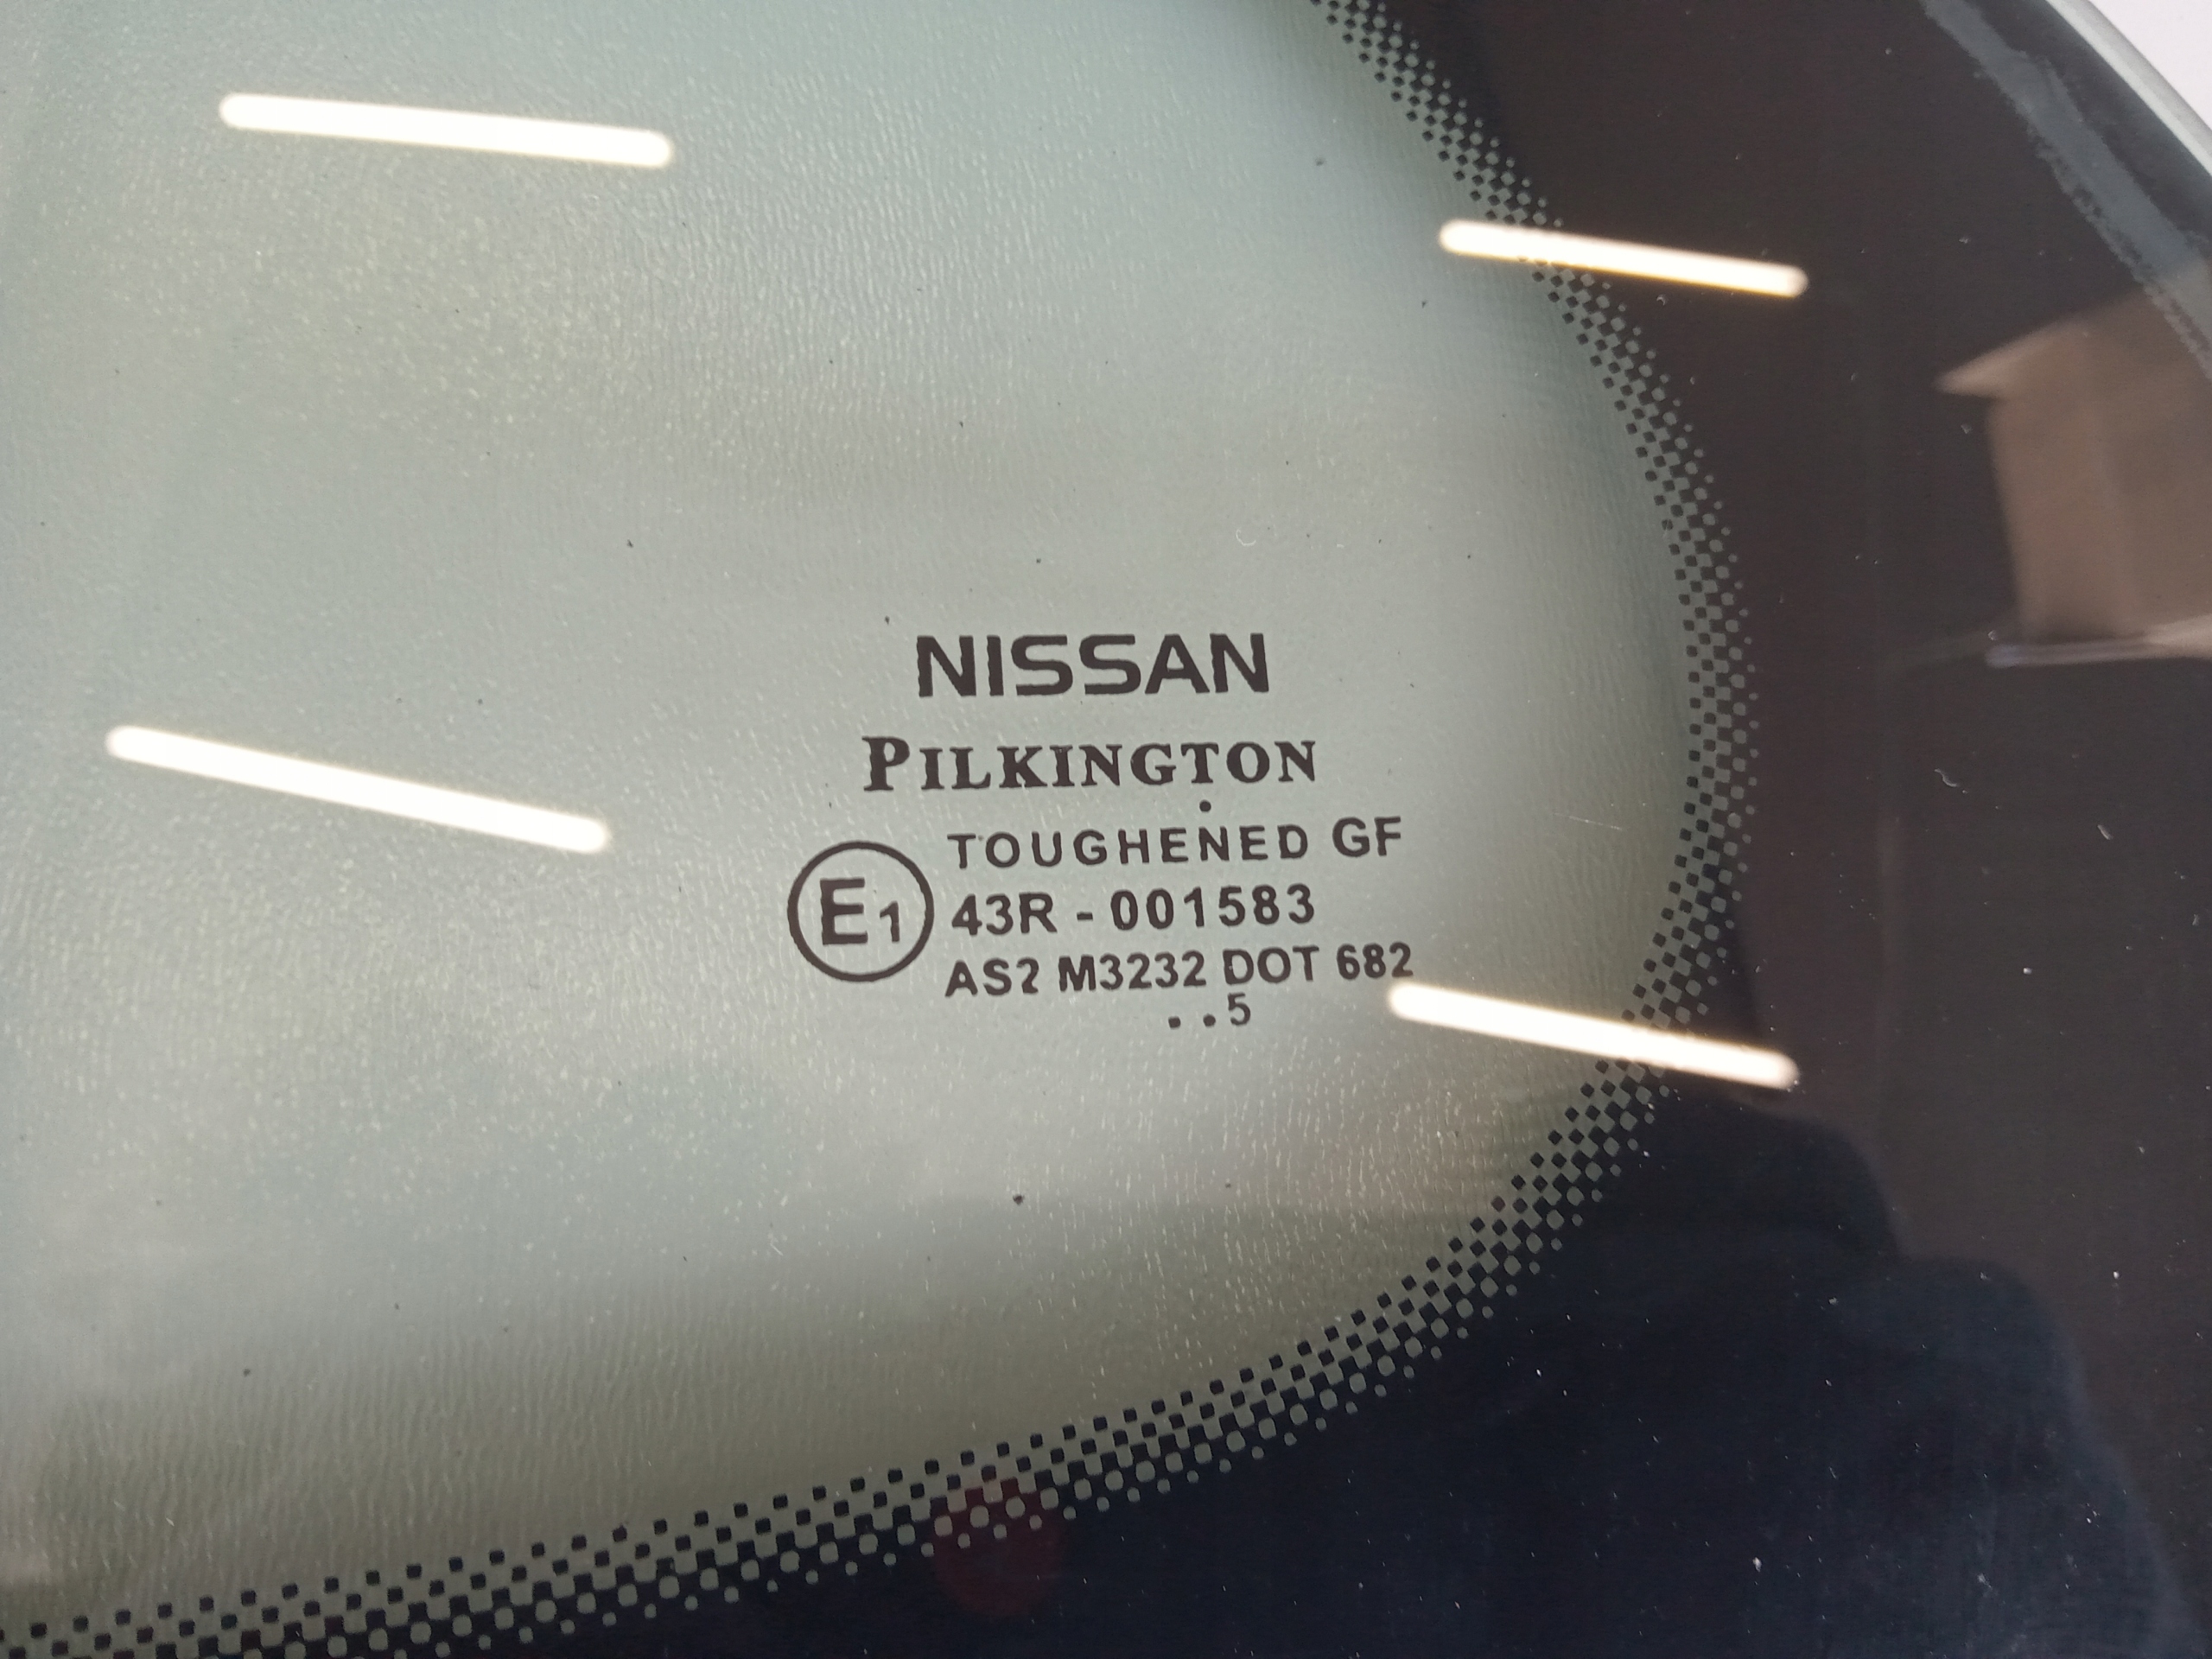 NISSAN
PILKINGTON
.
TOUGHENED GF
E1 43R - 001583
AS2 M3232 DOT 682
. . 5